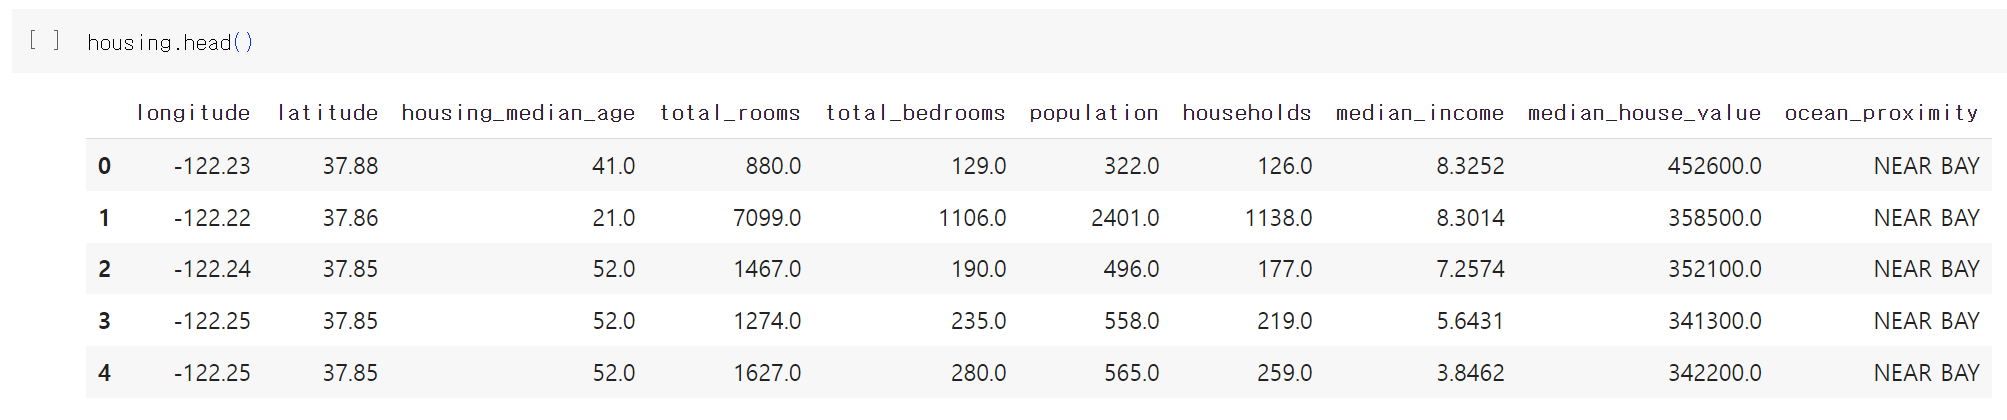 [ ] housing.head()
longitude latitude housing_median_age total_rooms total_bedrooms population households median_income median_house_value ocean_proximity
0 -122.23 37.88 41.0 880.0 129.0 322.0 126.0 8.3252 452600.0 NEAR BAY
1 -122.22 37.86 21.0 7099.0 1106.0 2401.0 1138.0 8.3014 358500.0 NEAR BAY
2 -122.24 37.85 52.0 1467.0 190.0 496.0 177.0 7.2574 352100.0 NEAR BAY
3 -122.25 37.85 52.0 1274.0 235.0 558.0 219.0 5.6431 341300.0 NEAR BAY
4 -122.25 37.85 52.0 1627.0 280.0 565.0 259.0 3.8462 342200.0 NEAR BAY